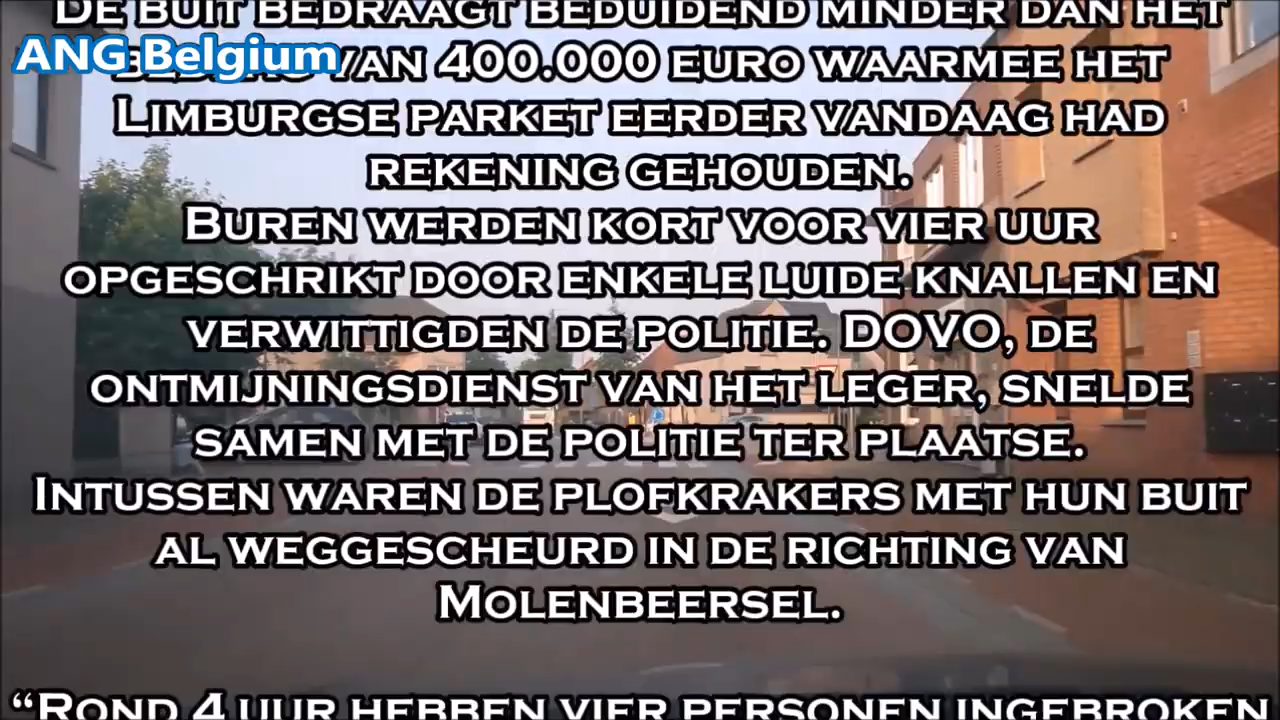 De buit bedraagt beduidend minder dan het
ANG Belgium
van 400.000 euro waarmee het
Limburgse parket eerder vandaag had
rekening gehouden.
Buren werden kort voor vier uur
opgeschrikt door enkele luide knallen en
verwittigden de politie. DOVO, de
ontmijningsdienst van het leger, snelde
samen met de politie ter plaatse.
Intussen waren de plofkrakers met hun buit
al weggescheurd in de richting van
Molenbeersel.
“Rond 4 uur hebben vier personen ingebroken